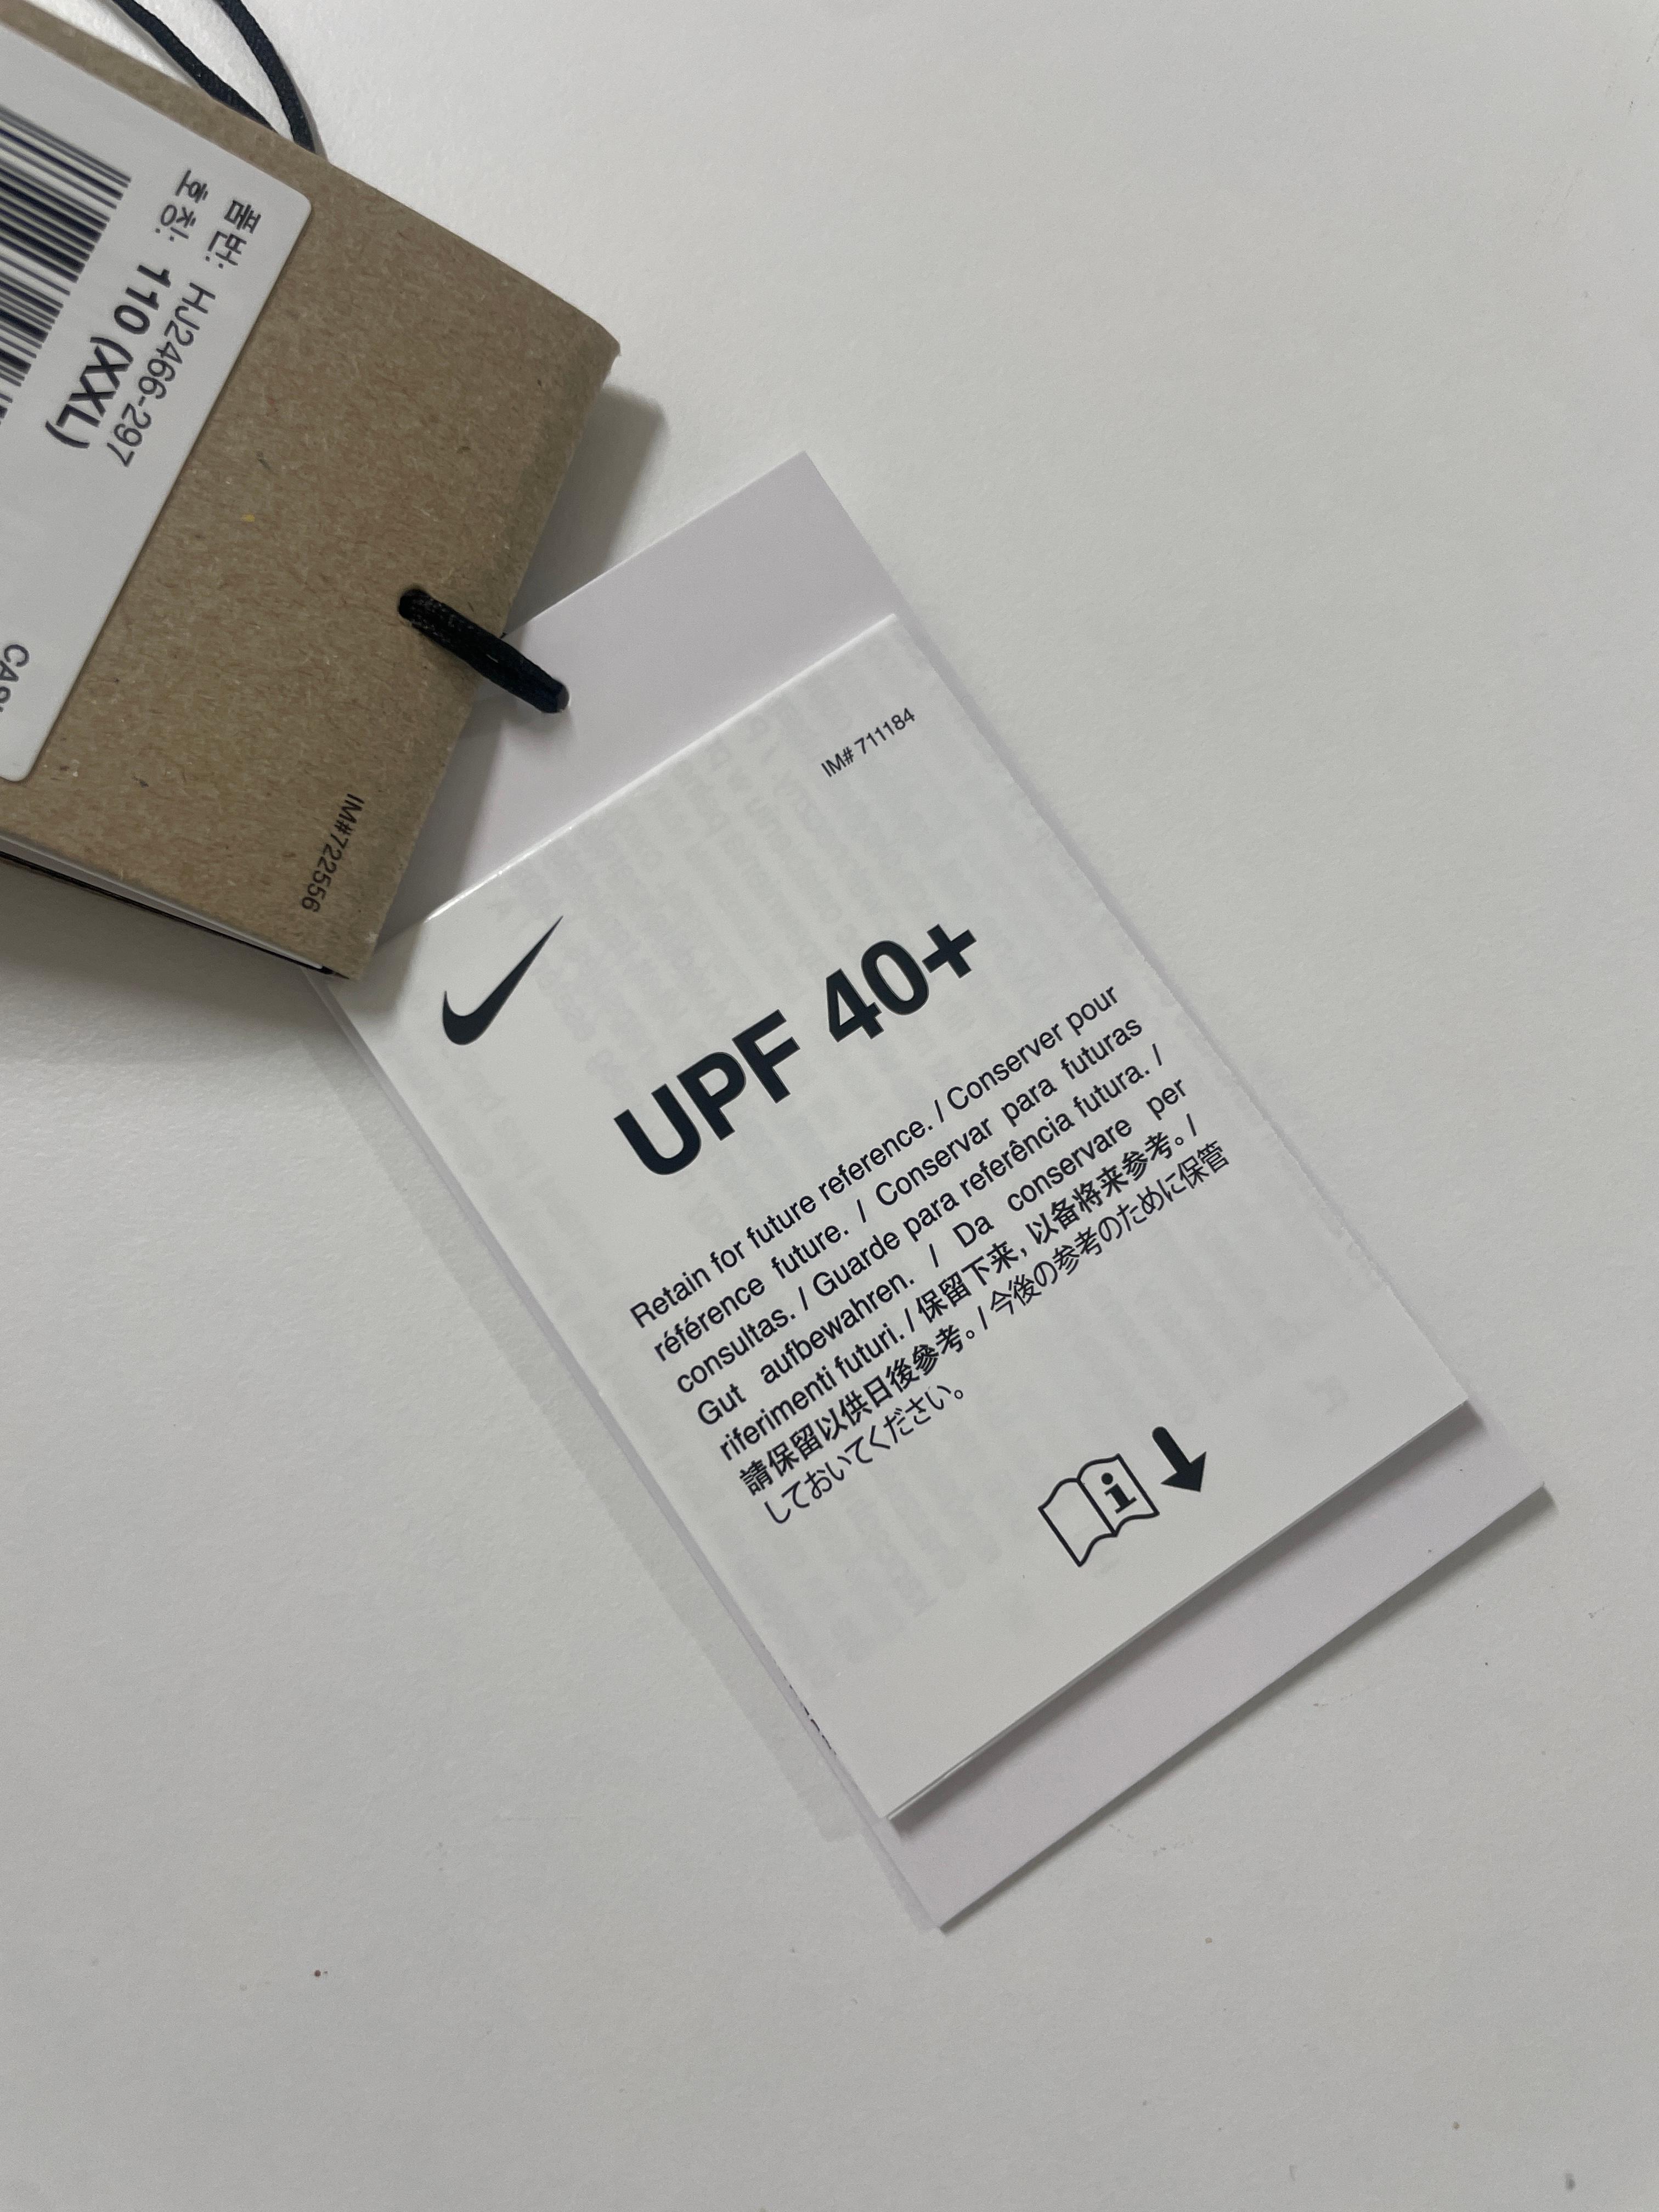 품번: HJ2466-297
호칭: 110 (XXL)
IM#722556
IM# 711184
UPF 40+
Retain for future reference. / Conserver pour
référence future. / Conservar para futuras
consultas. / Guarde para referência futura. /
Gut aufbewahren. / Da conservare per
riferimenti futuri. / 保留下来, 以备将来参考。/
請保留以供日後參考。/ 今後の参考のために保管
しておいてください。
i